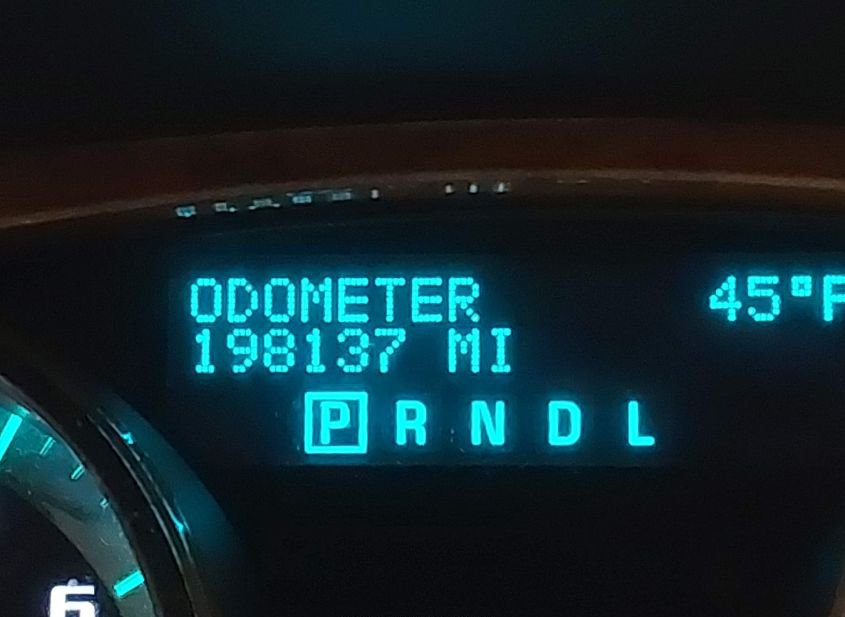 ODOMETER 45°F
198137 MI
P R N D L
6